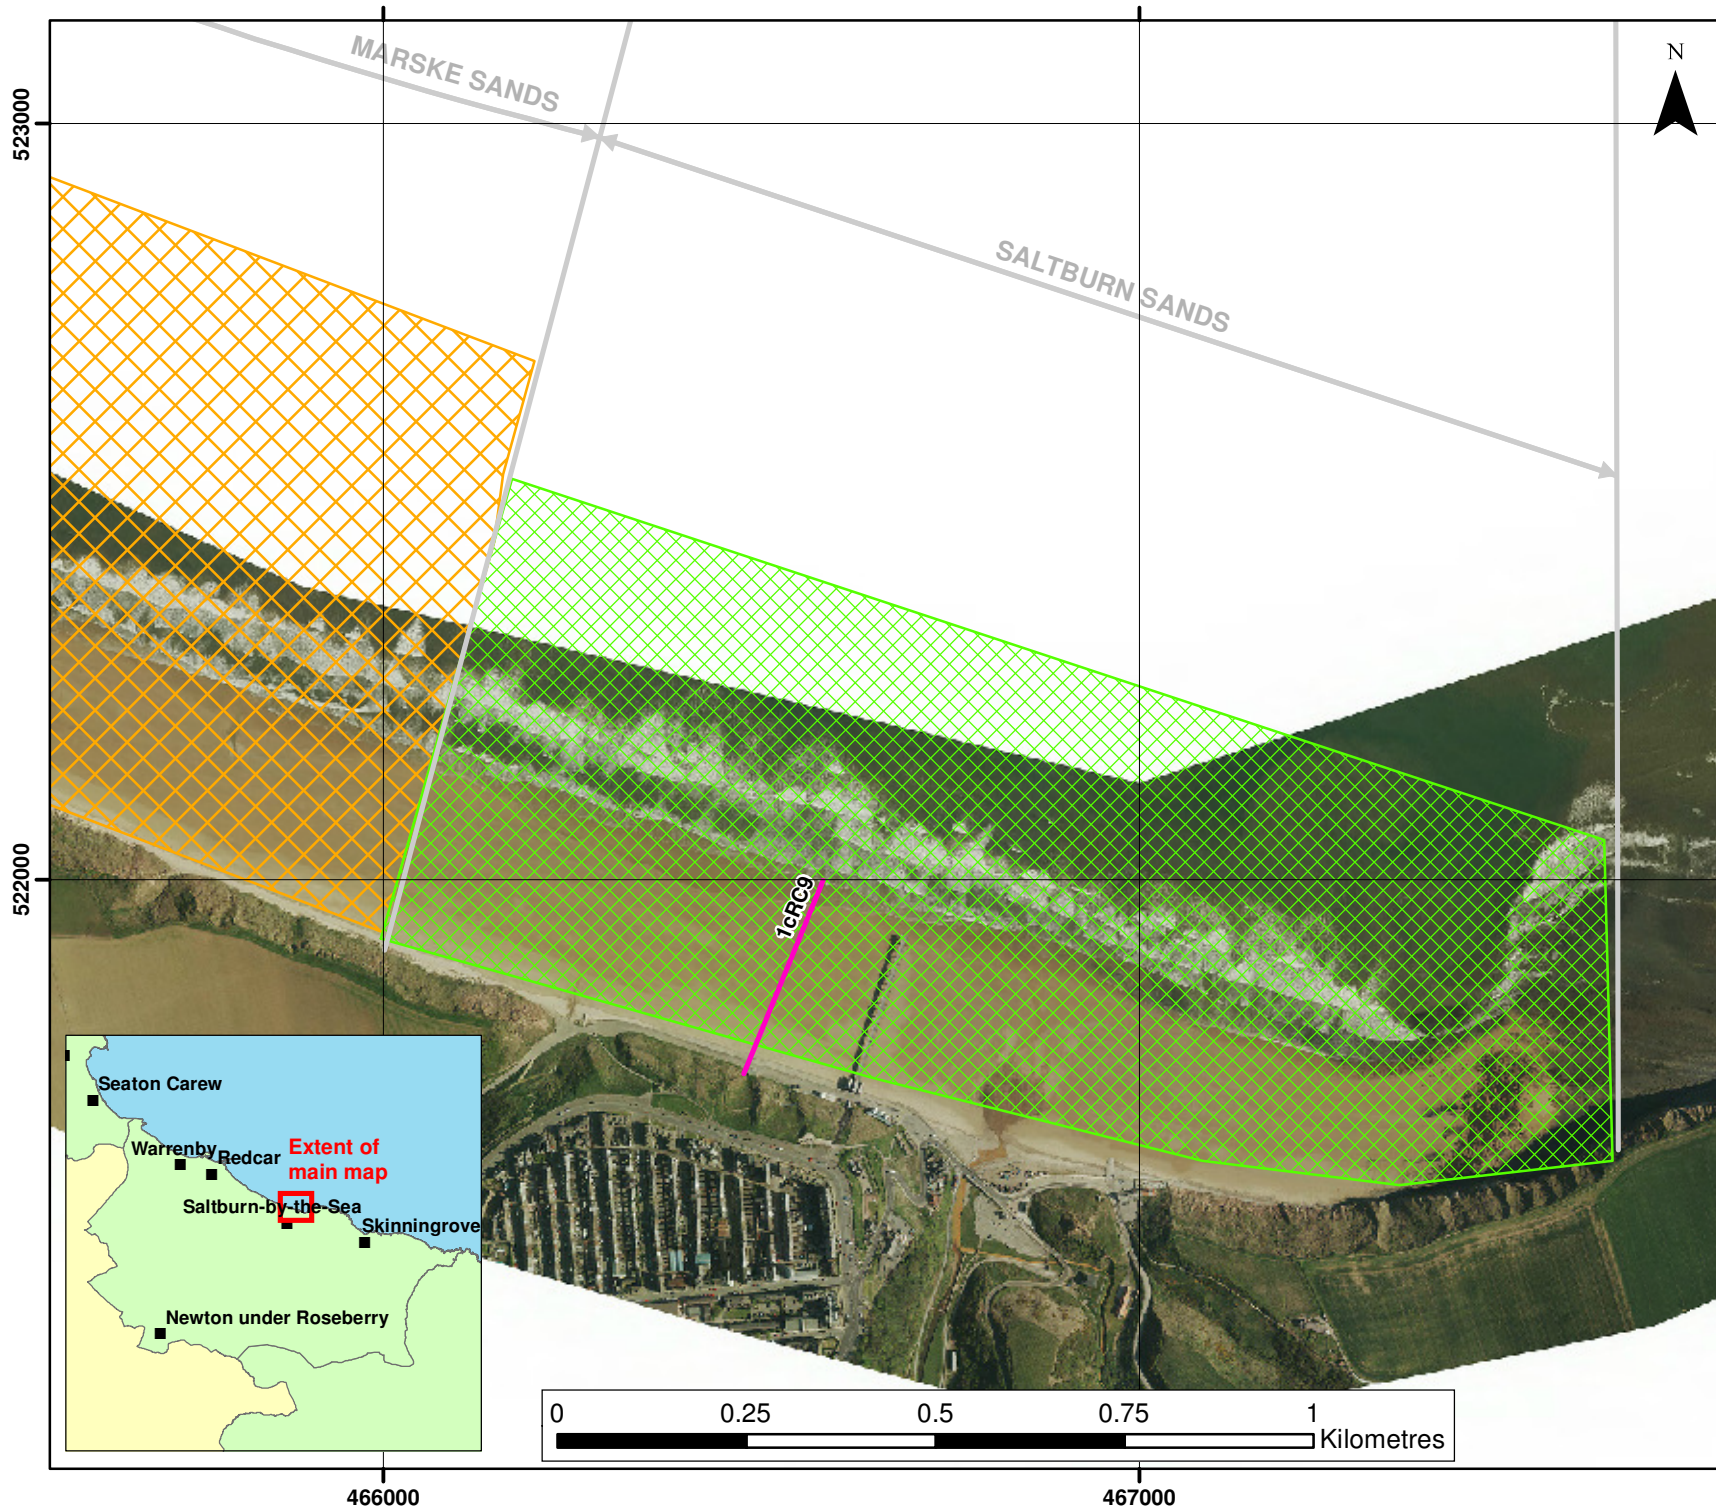 MARSKE SANDS
N
523000
SALTBURN SANDS
522000
1cRC9
Seaton Carew
Warrenby
Redcar
Extent of
main map
Saltburn-by-the-Sea
Skinningrove
Newton under Roseberry
0 0.25 0.5 0.75 1
Kilometres
466000
467000